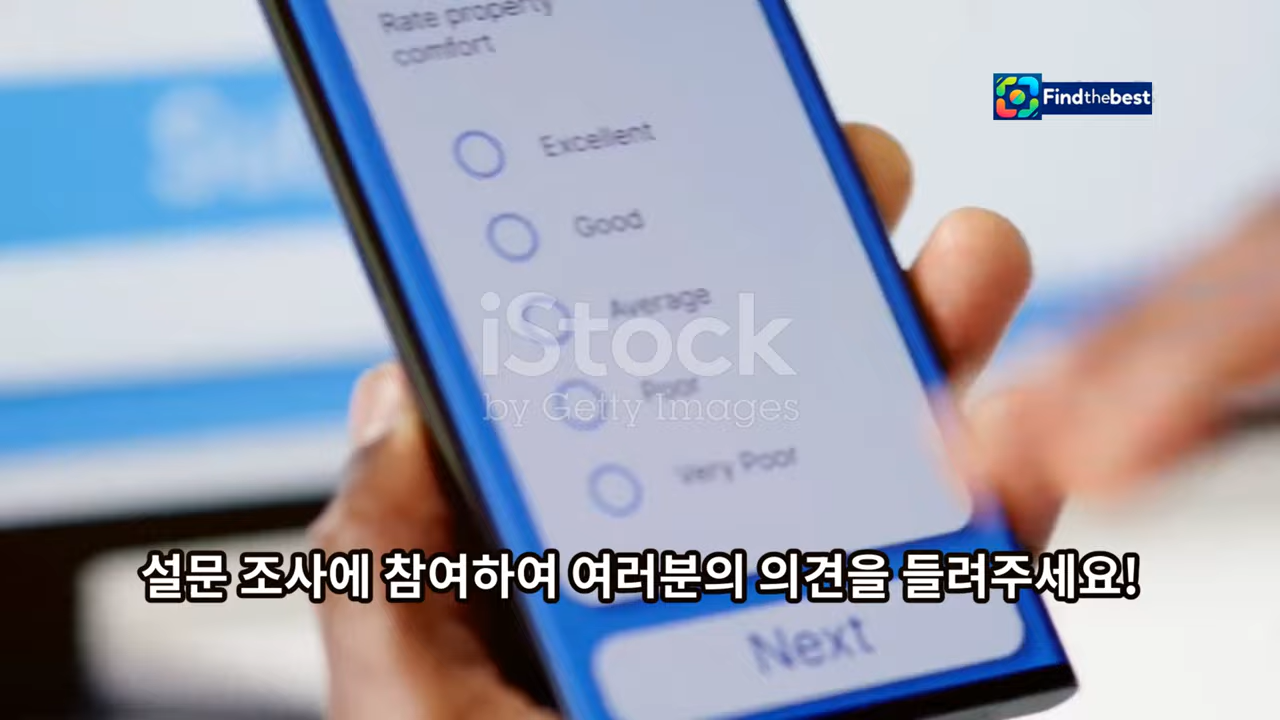 Rate property
comfort
Findthebest
Excellent
Good
Average
iStock
Poor
by Getty Images
Very Poor
설문 조사에 참여하여 여러분의 의견을 들려주세요!
Next